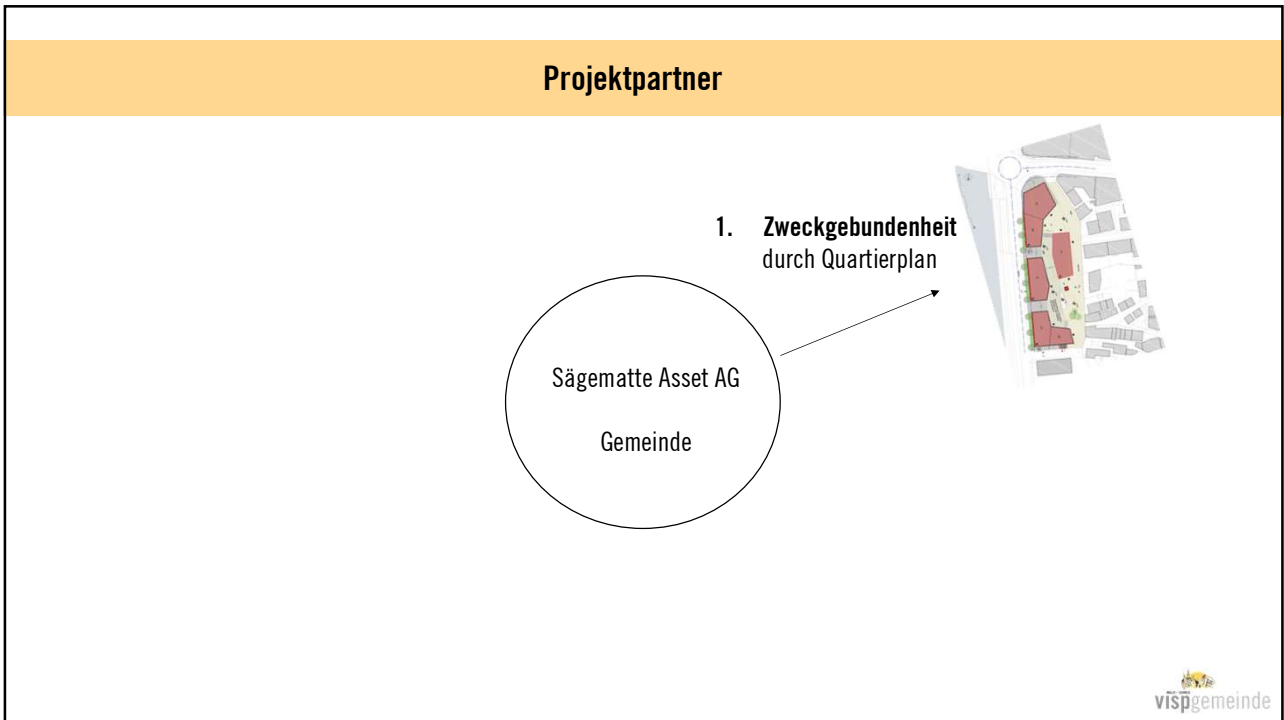 Projektpartner
1. Zweckgebundenheit
durch Quartierplan
Sägematte Asset AG
Gemeinde
vispgemeinde